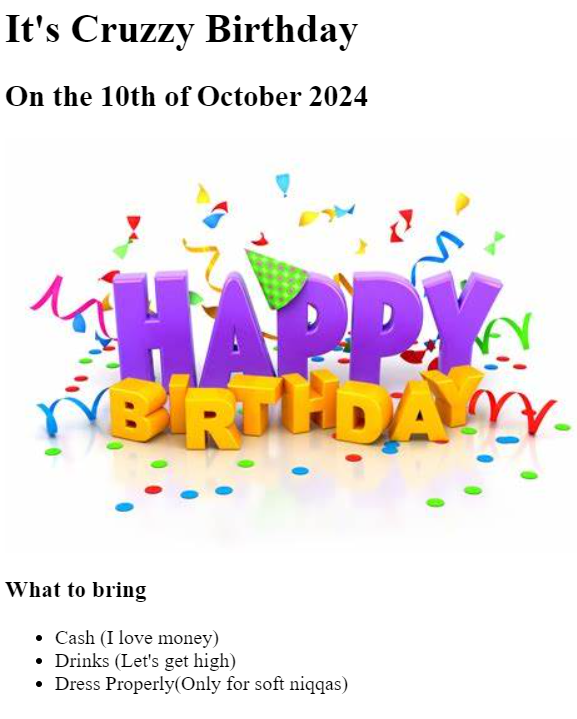 It's Cruzzy Birthday
On the 10th of October 2024
HAPPY
BIRTHDAY
What to bring
• Cash (I love money)
• Drinks (Let's get high)
• Dress Properly(Only for soft niqqas)